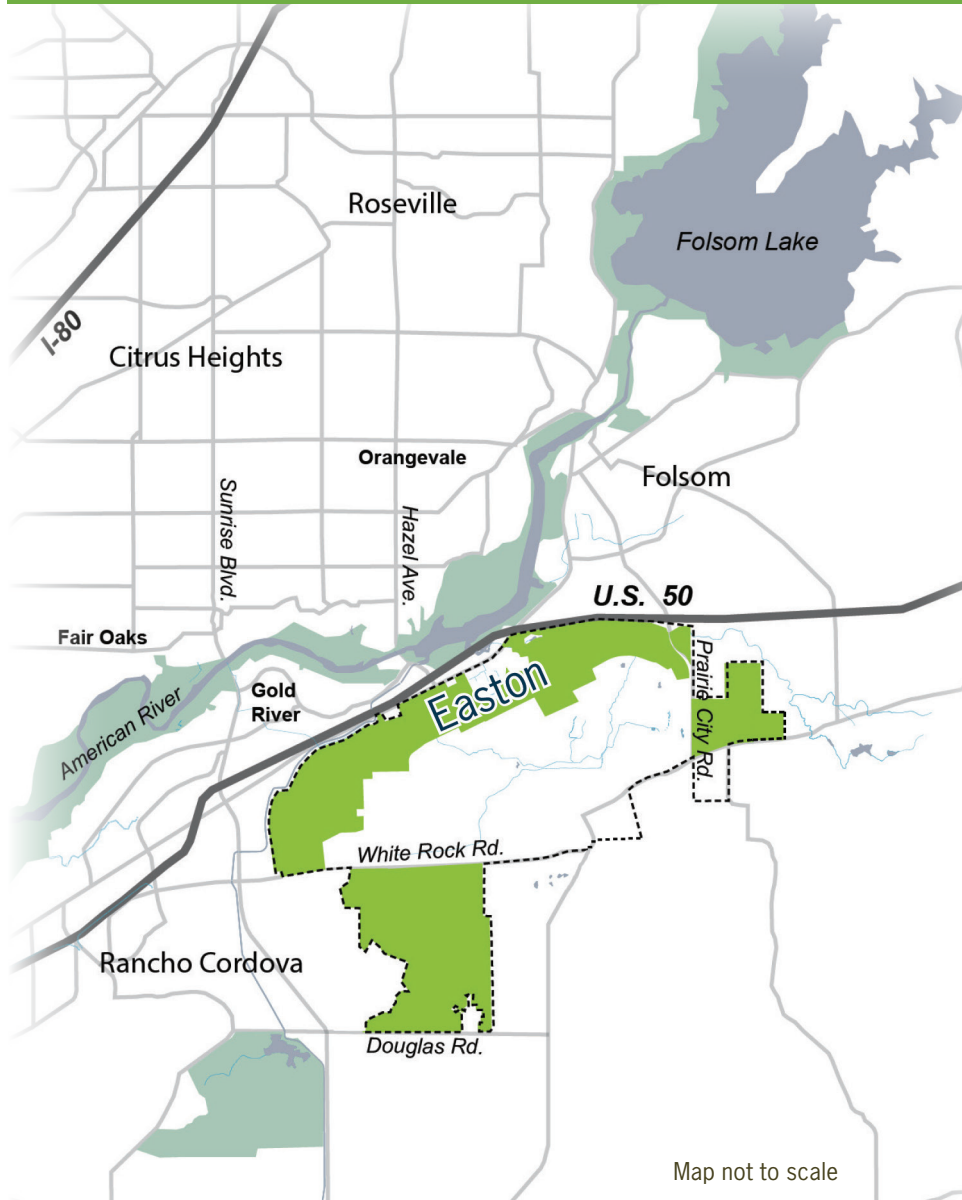 Roseville
Folsom Lake
I-80
Citrus Heights
Orangevale
Folsom
Sunrise Blvd.
Hazel Ave.
U.S. 50
Fair Oaks
Prairie City Rd.
Easton
Gold
River
American River
White Rock Rd.
Rancho Cordova
Douglas Rd.
Map not to scale